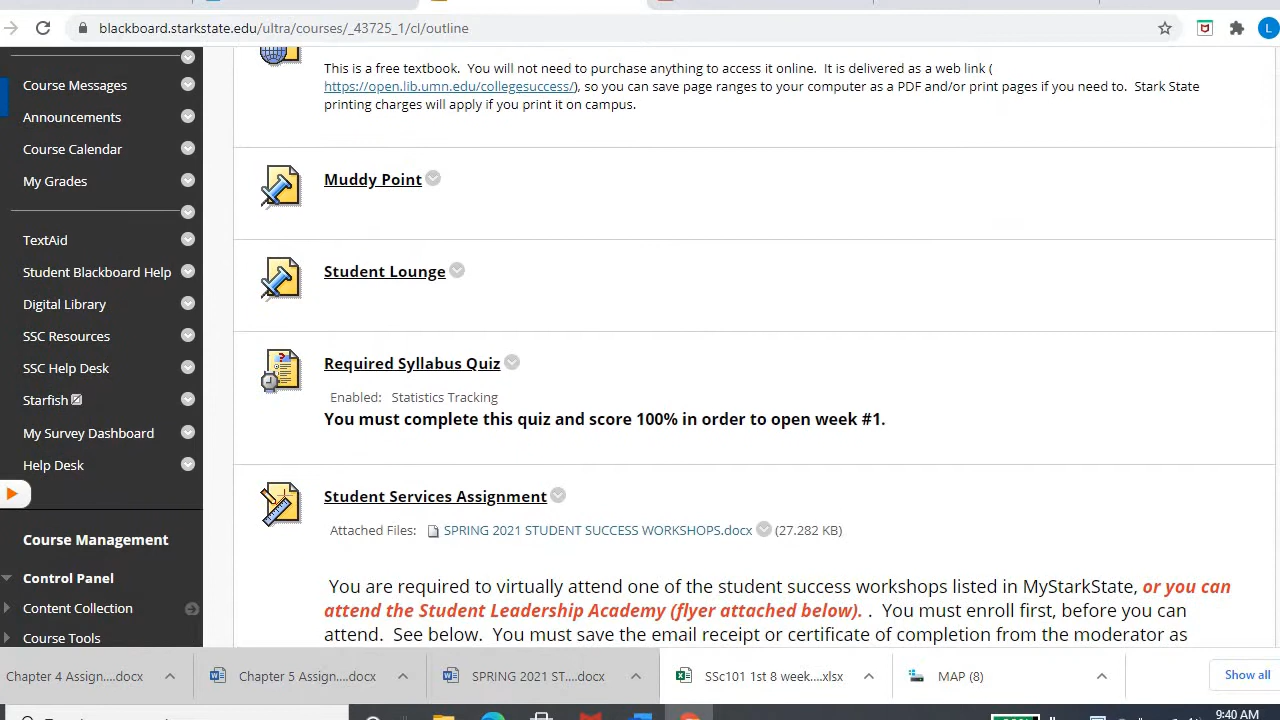 blackboard.starkstate.edu/ultra/courses/_43725_1/cl/outline
L
Course Messages
Announcements
Course Calendar
My Grades
TextAid
Student Blackboard Help
Digital Library
SSC Resources
SSC Help Desk
Starfish
My Survey Dashboard
Help Desk
Course Management
Control Panel
Content Collection
Course Tools
This is a free textbook. You will not need to purchase anything to access it online. It is delivered as a web link (
https://open.lib.umn.edu/collegesuccess/), so you can save page ranges to your computer as a PDF and/or print pages if you need to. Stark State
printing charges will apply if you print it on campus.
Muddy Point
Student Lounge
Required Syllabus Quiz
Enabled: Statistics Tracking
You must complete this quiz and score 100% in order to open week #1.
Student Services Assignment
Attached Files: SPRING 2021 STUDENT SUCCESS WORKSHOPS.docx (27.282 KB)
You are required to virtually attend one of the student success workshops listed in MyStarkState, or you can
attend the Student Leadership Academy (flyer attached below). . You must enroll first, before you can
attend. See below. You must save the email receipt or certificate of completion from the moderator as
Chapter 4 Assign....docx
Chapter 5 Assign....docx
SPRING 2021 ST....docx
SSc101 1st 8 week....xlsx
MAP (8)
Show all
9:40 AM